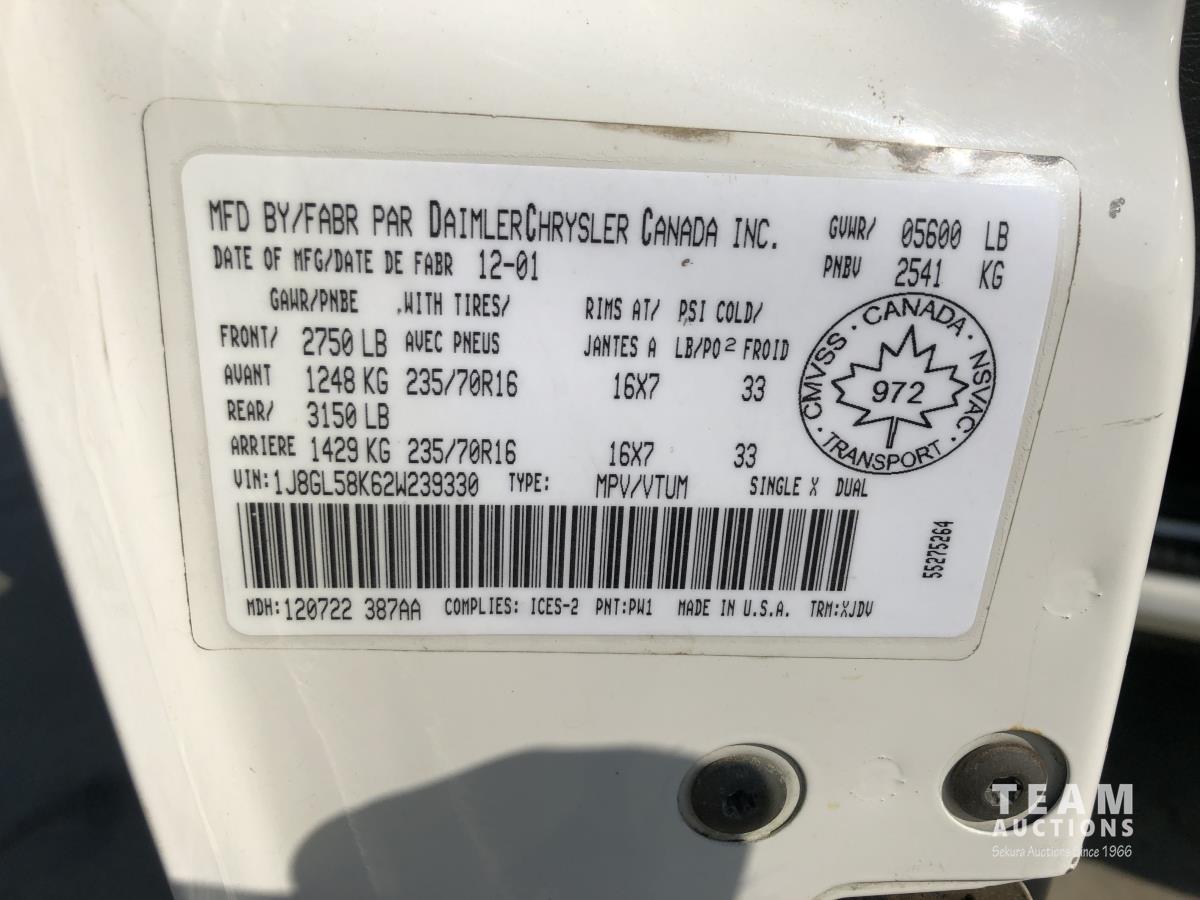 MFD BY/FABR PAR DAIMLERCHRYSLER CANADA INC. GVWR/ 05600 LB
DATE OF MFG/DATE DE FABR 12-01 PNBV 2541 KG
GAWR/PNBE WITH TIRES/ RIMS AT/ PSI COLD/
FRONT/ 2750 LB AVEC PNEUS JANTES A LB/PO² FROID
AVANT 1248 KG 235/70R16 16X7 33
REAR/ 3150 LB
ARRIERE 1429 KG 235/70R16 16X7 33
CMVSS · CANADA · NSVAC · TRANSPORT ·
972
VIN: 1J8GL58K62W239330 TYPE: MPV/VTUM SINGLE X DUAL
55275264
MDH: 120722 387AA COMPLIES: ICES-2 PNT:PW1 MADE IN U.S.A. TRM:XJDV
TEAM
AUCTIONS
Sekura Auctions Since 1966